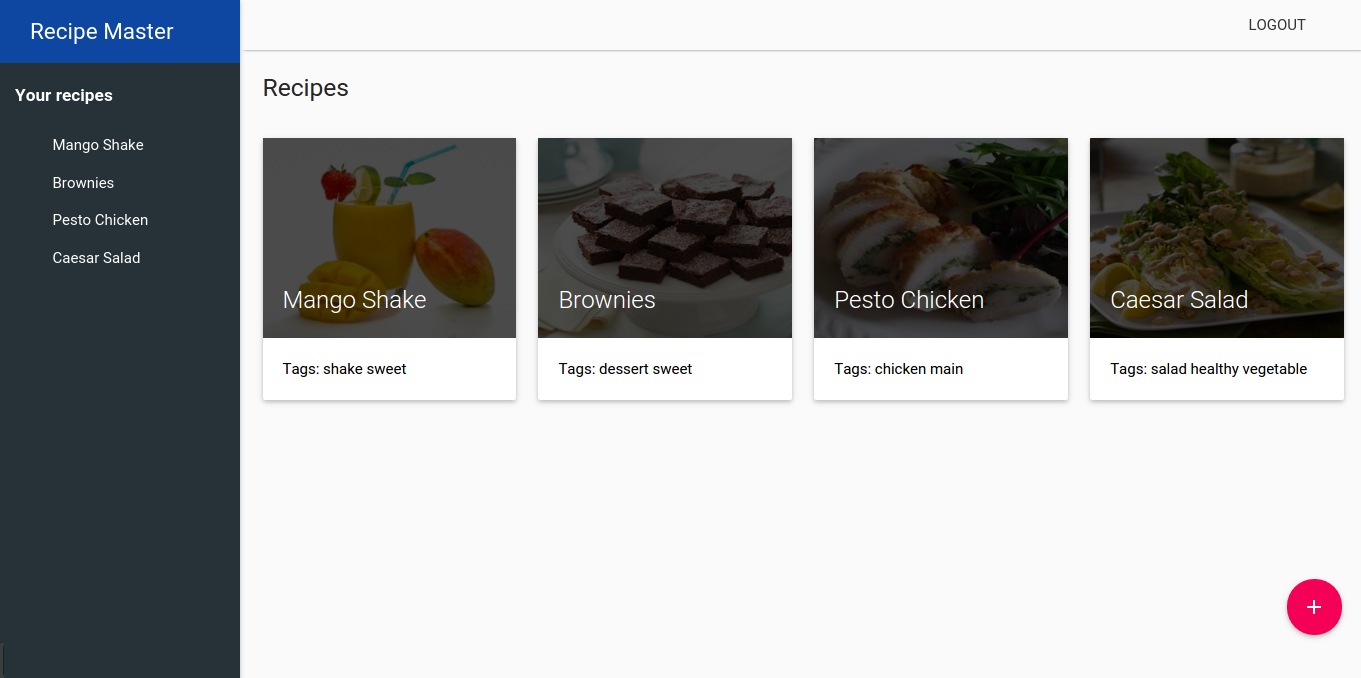 Recipe Master
LOGOUT
Your recipes
Mango Shake
Brownies
Pesto Chicken
Caesar Salad
Recipes
Mango Shake
Tags: shake sweet
Brownies
Tags: dessert sweet
Pesto Chicken
Tags: chicken main
Caesar Salad
Tags: salad healthy vegetable
+